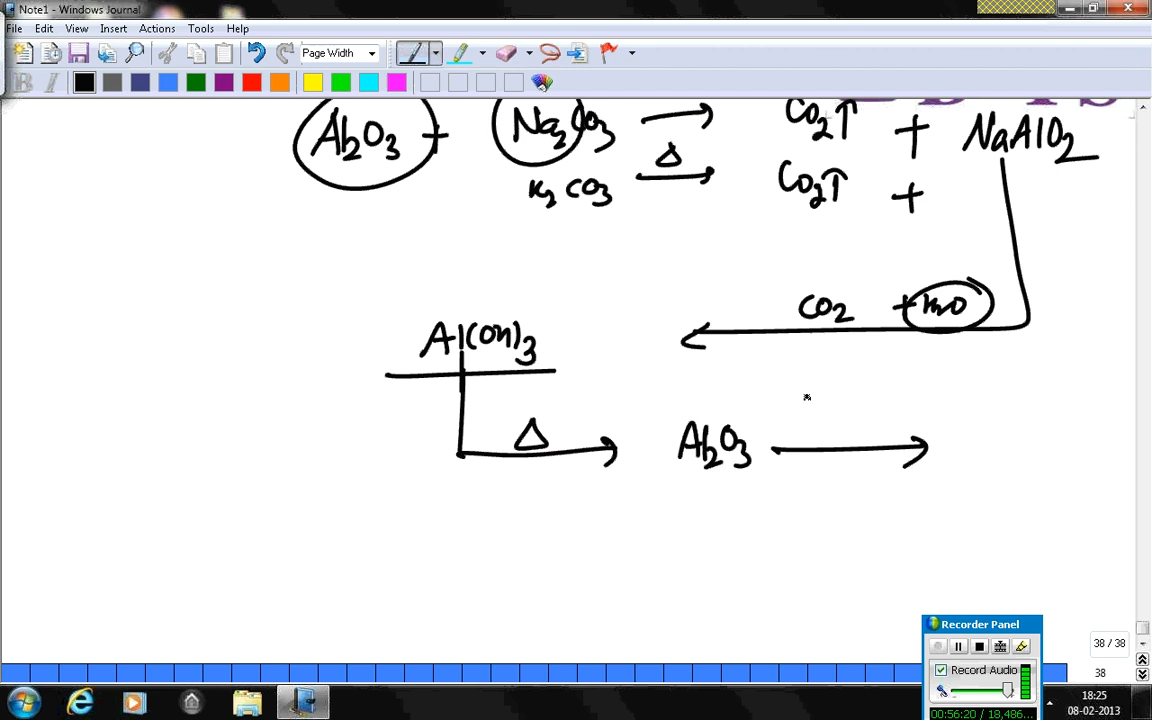 Note1 - Windows Journal
File Edit View Insert Actions Tools Help
Page Width
B I
Al2O3 + Na2CO3 → CO2↑ + NaAlO2
K2CO3 Δ→ CO2↑ +
CO2 + H2O
Al(OH)3
Δ → Al2O3 →
Recorder Panel
Record Audio
00:56:20 / 18,486...
38 / 38
38
18:25
08-02-2013